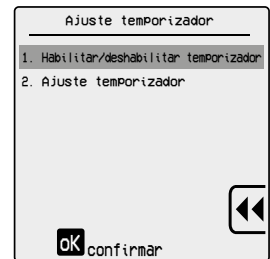 Ajuste temporizador
1. Habilitar/deshabilitar temporizador
2. Ajuste temporizador
OK confirmar